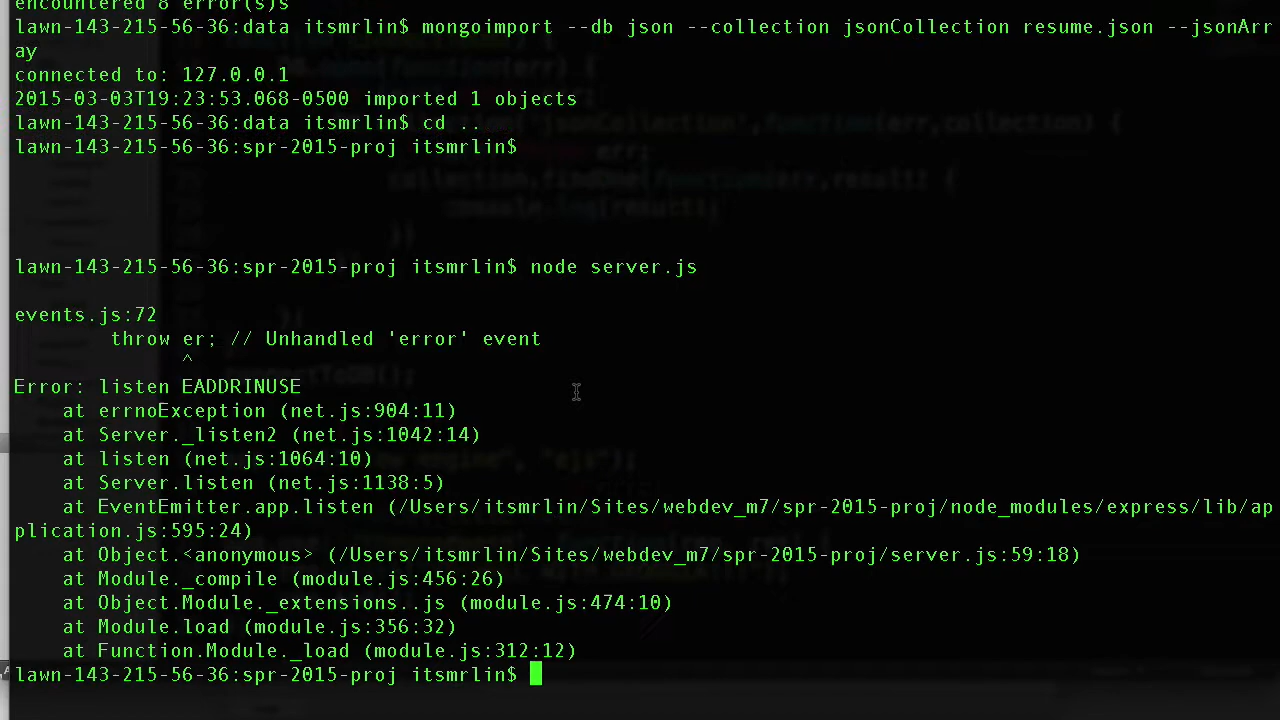 encountered 8 error(s)s
lawn-143-215-56-36:data itsmrlin$ mongoimport --db json --collection jsonCollection resume.json --jsonArr
ay
connected to: 127.0.0.1
2015-03-03T19:23:53.068-0500 imported 1 objects
lawn-143-215-56-36:data itsmrlin$ cd ..
lawn-143-215-56-36:spr-2015-proj itsmrlin$
lawn-143-215-56-36:spr-2015-proj itsmrlin$ node server.js
events.js:72
        throw er; // Unhandled 'error' event
              ^
Error: listen EADDRINUSE
    at errnoException (net.js:904:11)
    at Server._listen2 (net.js:1042:14)
    at listen (net.js:1064:10)
    at Server.listen (net.js:1138:5)
    at EventEmitter.app.listen (/Users/itsmrlin/Sites/webdev_m7/spr-2015-proj/node_modules/express/lib/ap
plication.js:595:24)
    at Object.<anonymous> (/Users/itsmrlin/Sites/webdev_m7/spr-2015-proj/server.js:59:18)
    at Module._compile (module.js:456:26)
    at Object.Module._extensions..js (module.js:474:10)
    at Module.load (module.js:356:32)
    at Function.Module._load (module.js:312:12)
lawn-143-215-56-36:spr-2015-proj itsmrlin$